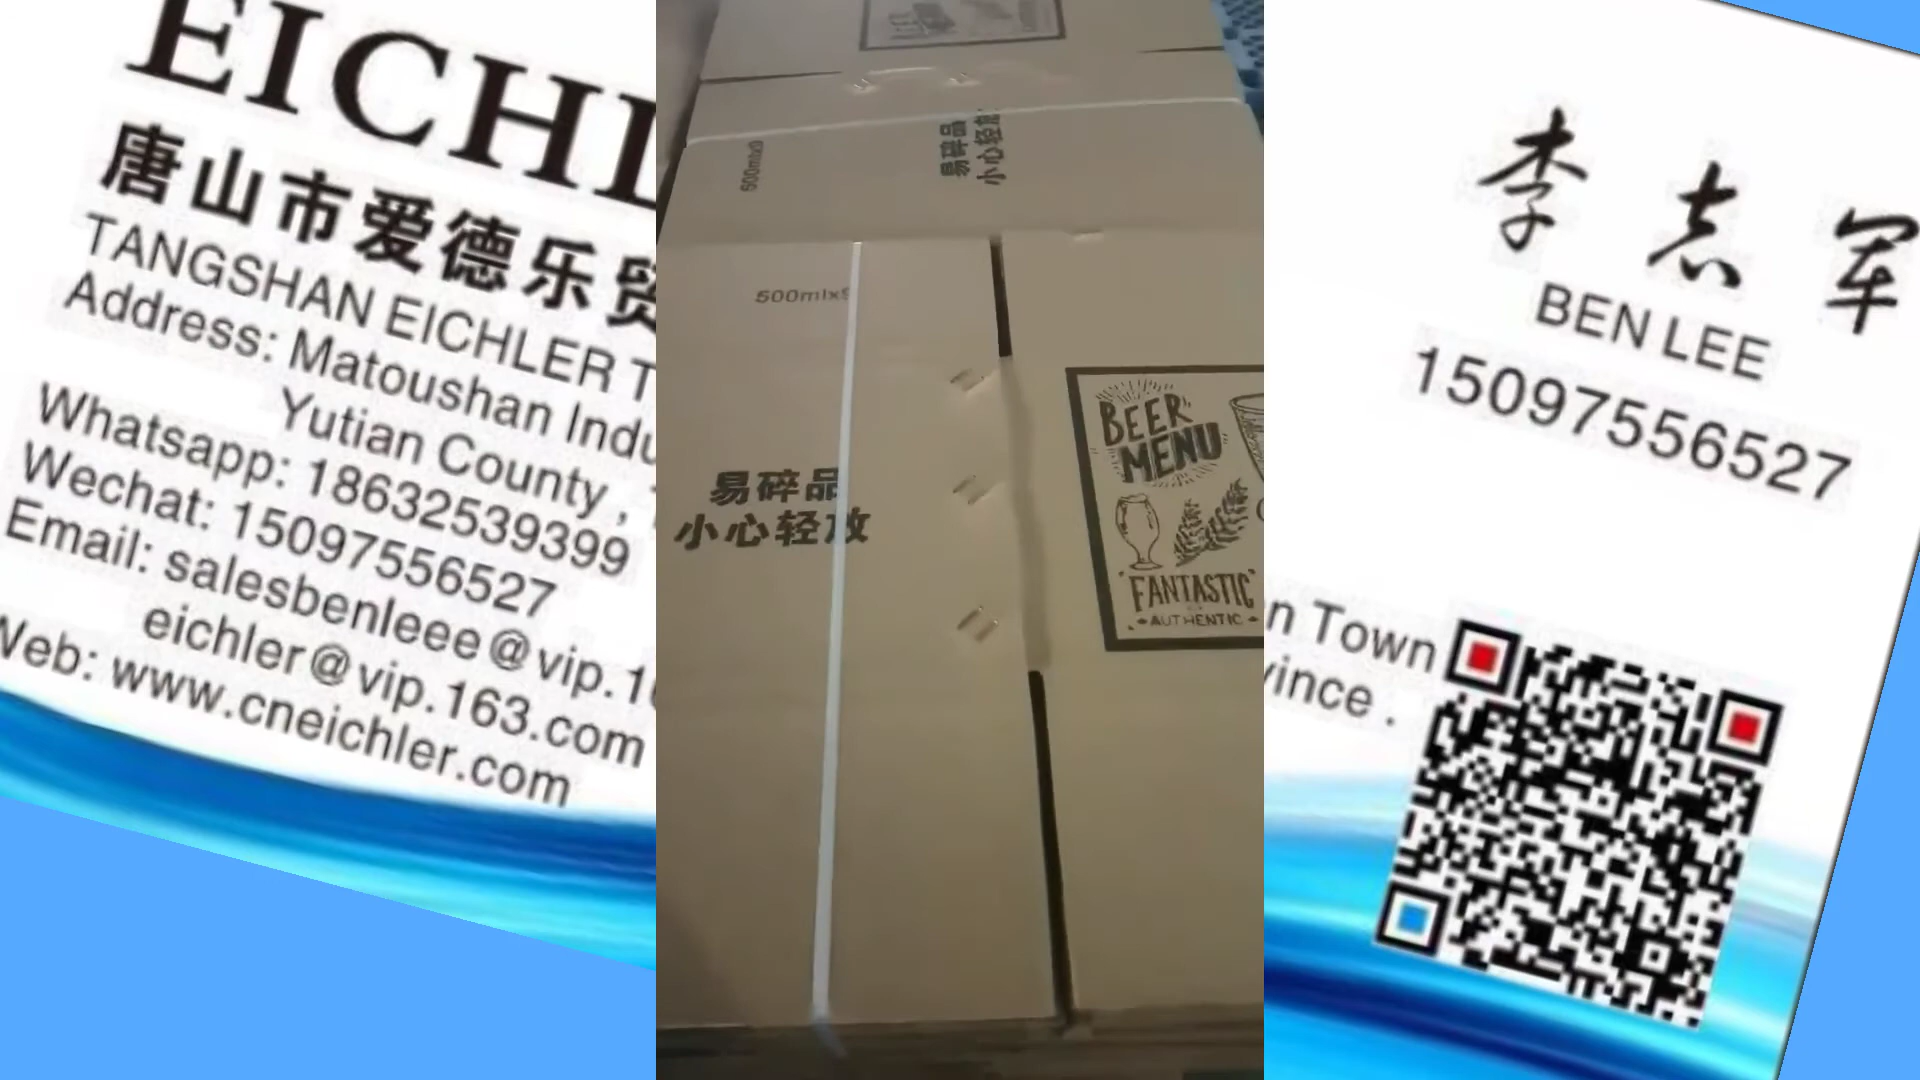 EICHL
唐山市爱德乐贸
TANGSHAN EICHLER T
Address: Matoushan Indu
Yutian County ,
Whatsapp: 18632539399
Wechat: 15097556527
Email: salesbenleee@vip.1
eichler@vip.163.com
Web: www.cneichler.com
500mlx9
易碎品
小心轻放
500mlx9
易碎品
小心轻放
BEER
MENU
FANTASTIC
AUTHENTIC
李志军
BEN LEE
15097556527
n Town
vince .